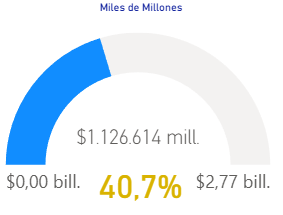 Miles de Millones
$1.126.614 mill.
$0,00 bill. 40,7% $2,77 bill.